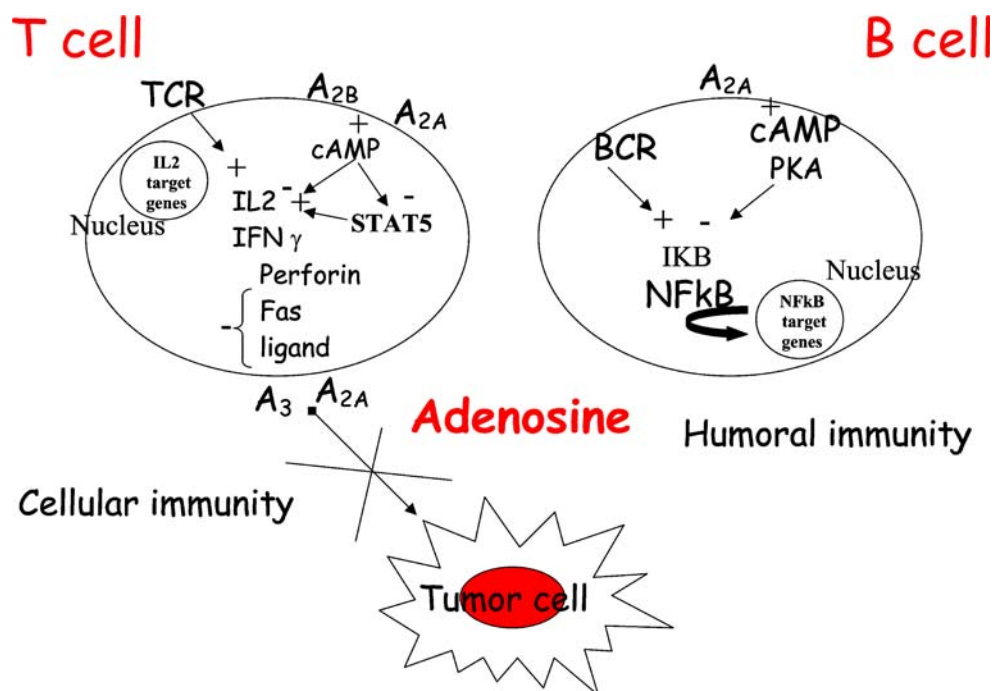 T cell
B cell
TCR
A2B
A2A
+
cAMP
+
IL2
target
genes
Nucleus
IL2 - +
- STAT5
IFN γ
Perforin
- { Fas
ligand
A3 A2A
A2A
+
cAMP
PKA
BCR
+ -
IKB
NFkB
Nucleus
NFkB
target
genes
Adenosine
Humoral immunity
Cellular immunity
Tumor cell